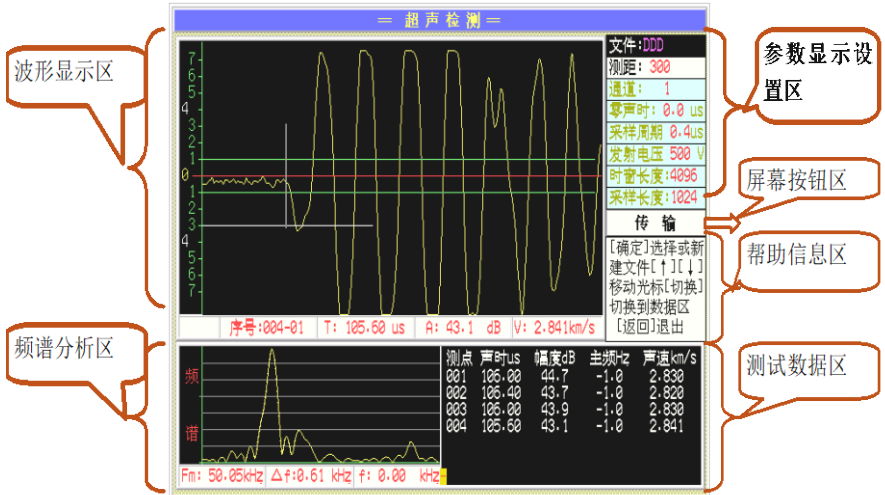 = 超声检测 =
波形显示区
7
6
5
4
3
2
1
0
1
2
3
4
5
6
7
文件:DDD
测距: 300
通道: 1
零声时: 0.0 us
采样周期 0.4us
发射电压 500 V
时窗长度:4096
采样长度:1024
传 输
[确定]选择或新
建文件[↑][↓]
移动光标[切换]
切换到数据区
[返回]退出
参数显示设
置区
屏幕按钮区
帮助信息区
序号:004-01 T: 105.60 us A: 43.1 dB V: 2.841km/s
频谱分析区
频
谱
Fm: 50.05kHz △f:0.61 kHz f: 0.00 kHz
测点 声时us 幅度dB 主频Hz 声速km/s
001 106.00 44.7 -1.0 2.830
002 106.40 43.7 -1.0 2.820
003 106.00 43.9 -1.0 2.830
004 105.60 43.1 -1.0 2.841
测试数据区